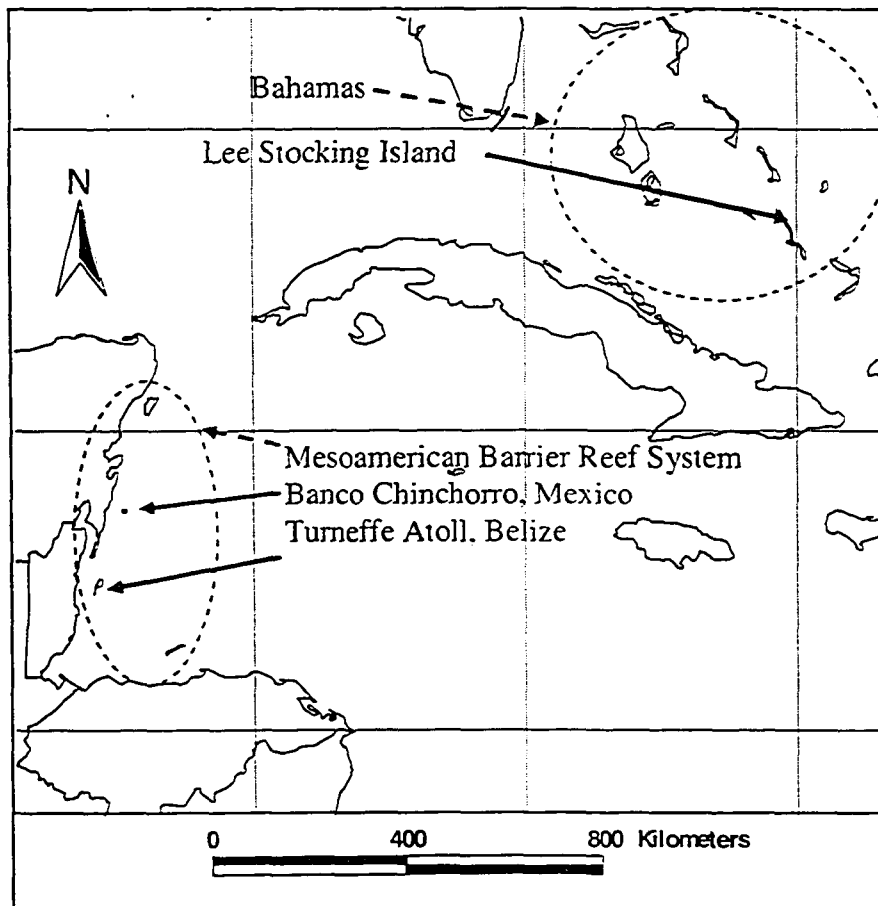 Bahamas
Lee Stocking Island
N
Mesoamerican Barrier Reef System
Banco Chinchorro, Mexico
Turneffe Atoll, Belize
0 400 800 Kilometers